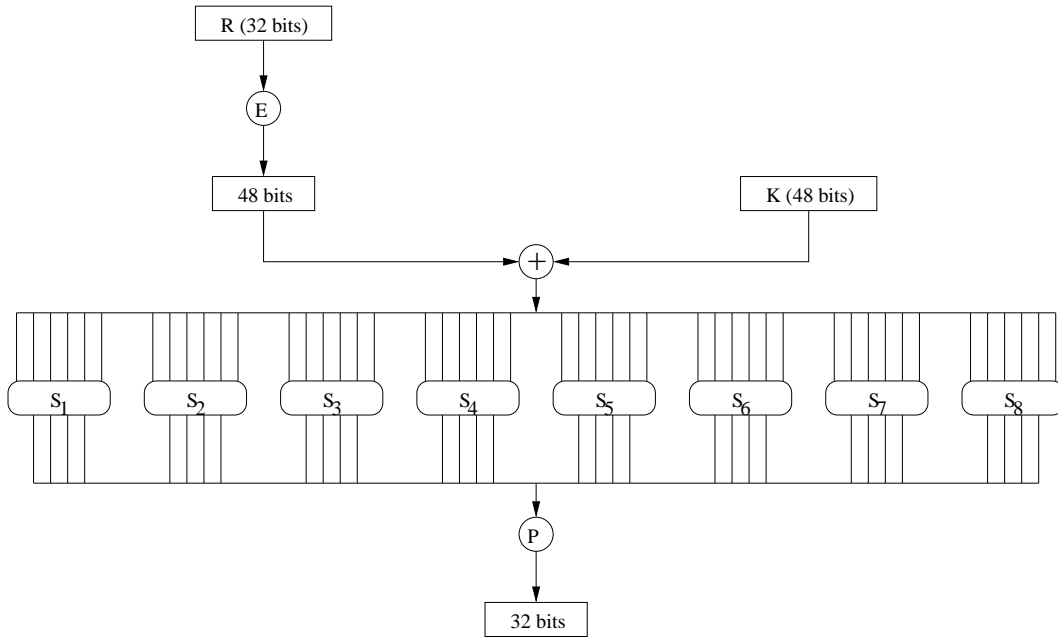 R (32 bits)
E
48 bits
K (48 bits)
+
S1 S2 S3 S4 S5 S6 S7 S8
P
32 bits